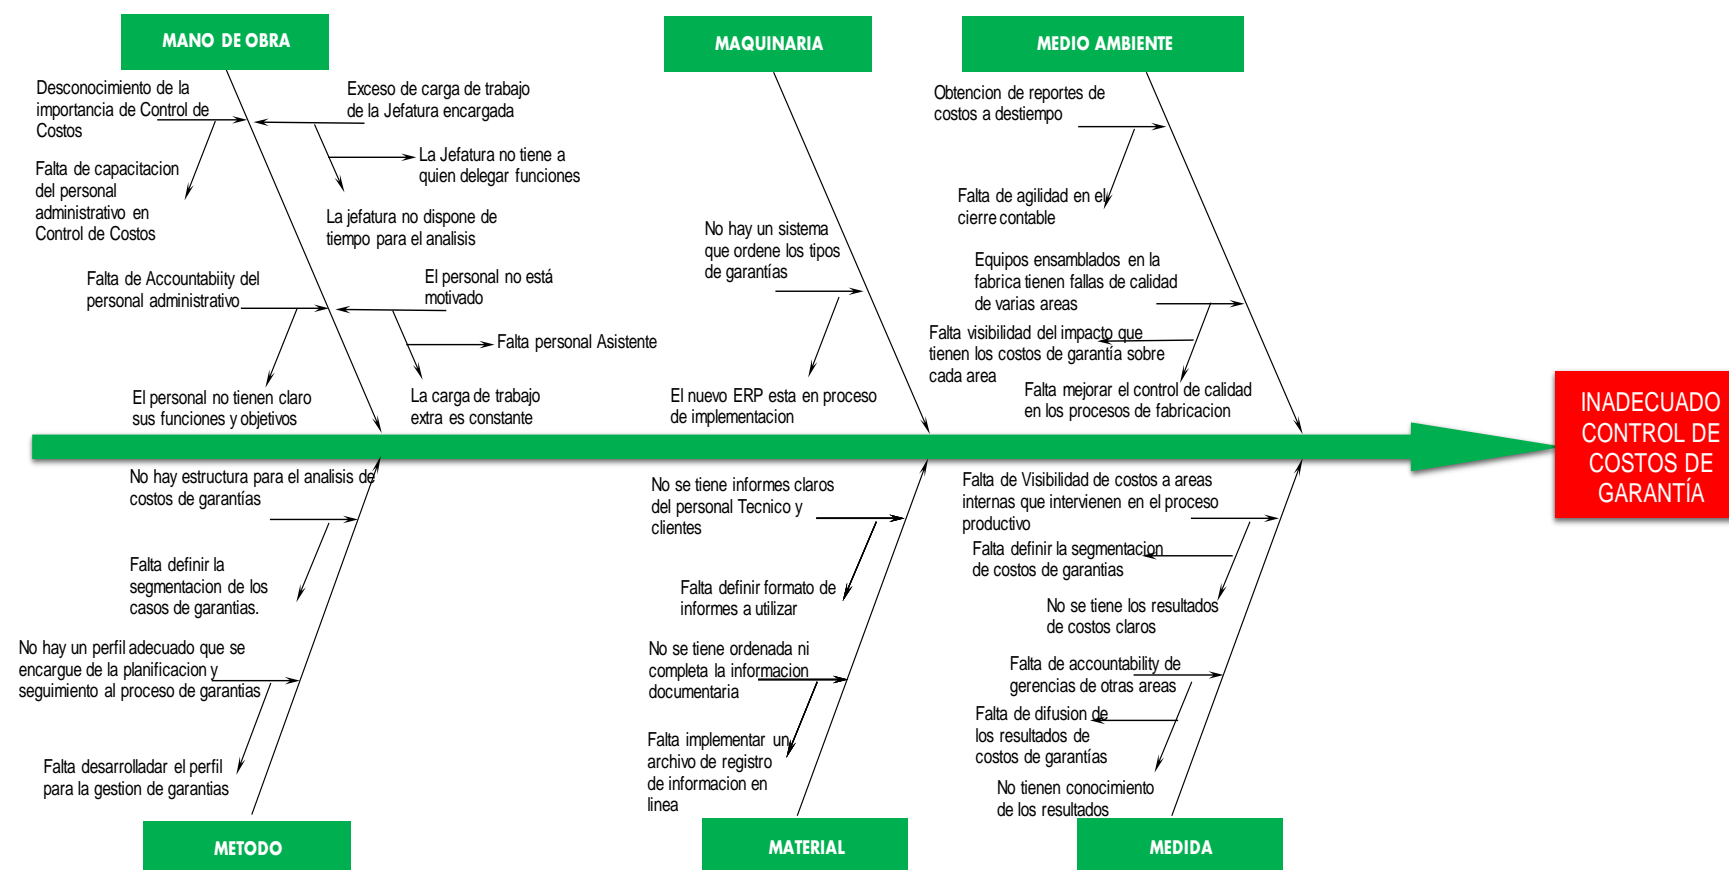 MANO DE OBRA
MAQUINARIA
MEDIO AMBIENTE
Desconocimiento de la
importancia de Control de
Costos
Exceso de carga de trabajo
de la Jefatura encargada
Falta de capacitacion
del personal
administrativo en
Control de Costos
La Jefatura no tiene a
quien delegar funciones
La jefatura no dispone de
tiempo para el analisis
Falta de Accountabiity del
personal administrativo
El personal no está
motivado
Falta personal Asistente
El personal no tienen claro
sus funciones y objetivos
La carga de trabajo
extra es constante
No hay un sistema
que ordene los tipos
de garantías
El nuevo ERP esta en proceso
de implementacion
Obtencion de reportes de
costos a destiempo
Falta de agilidad en el
cierre contable
Equipos ensamblados en la
fabrica tienen fallas de calidad
de varias areas
Falta visibilidad del impacto que
tienen los costos de garantía sobre
cada area
Falta mejorar el control de calidad
en los procesos de fabricacion
INADECUADO
CONTROL DE
COSTOS DE
GARANTÍA
No hay estructura para el analisis de
costos de garantías
Falta definir la
segmentacion de los
casos de garantias.
No hay un perfil adecuado que se
encargue de la planificacion y
seguimiento al proceso de garantias
Falta desarrolladar el perfil
para la gestion de garantias
No se tiene informes claros
del personal Tecnico y
clientes
Falta definir formato de
informes a utilizar
No se tiene ordenada ni
completa la informacion
documentaria
Falta implementar un
archivo de registro
de informacion en
linea
Falta de Visibilidad de costos a areas
internas que intervienen en el proceso
productivo
Falta definir la segmentacion
de costos de garantias
No se tiene los resultados
de costos claros
Falta de accountability de
gerencias de otras areas
Falta de difusion de
los resultados de
costos de garantías
No tienen conocimiento
de los resultados
METODO
MATERIAL
MEDIDA